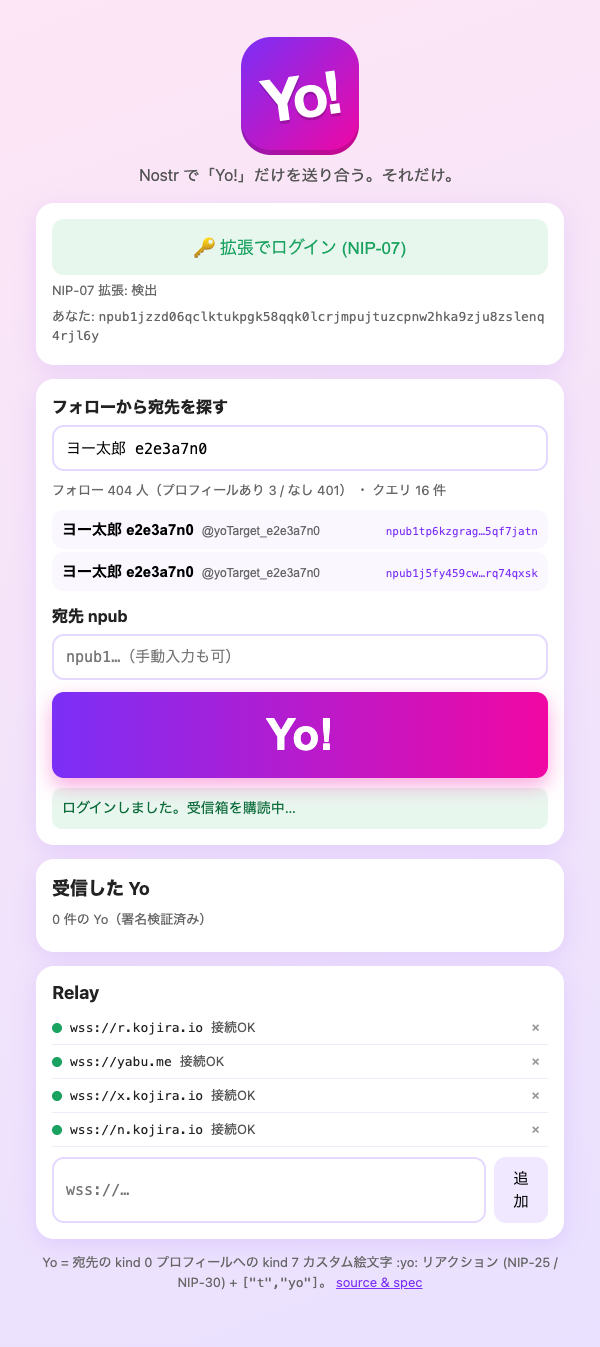 Yo!
Nostr で「Yo!」だけを送り合う。それだけ。
🔑 拡張でログイン (NIP-07)
NIP-07 拡張: 検出
あなた: npub1jzzd06qclktukpgk58qqk0lcrjmpujtuzcpnw2hka9zju8zslenq
4rjl6y
フォローから宛先を探す
ヨー太郎 e2e3a7n0
フォロー 404 人（プロフィールあり 3 / なし 401） ・ クエリ 16 件
ヨー太郎 e2e3a7n0 @yoTarget_e2e3a7n0 npub1tp6kzgrag…5qf7jatn
ヨー太郎 e2e3a7n0 @yoTarget_e2e3a7n0 npub1j5fy459cw…rq74qxsk
宛先 npub
npub1…（手動入力も可）
Yo!
ログインしました。受信箱を購読中…
受信した Yo
0 件の Yo（署名検証済み）
Relay
wss://r.kojira.io 接続OK ×
wss://yabu.me 接続OK ×
wss://x.kojira.io 接続OK ×
wss://n.kojira.io 接続OK ×
wss://…
追
加
Yo = 宛先の kind 0 プロフィールへの kind 7 カスタム絵文字 :yo: リアクション (NIP-25 /
NIP-30) + ["t","yo"]。 source & spec